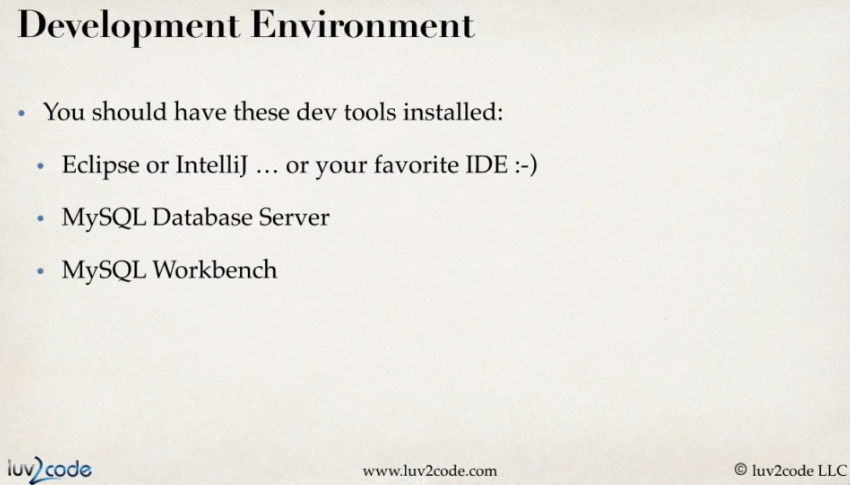 Development Environment
• You should have these dev tools installed:
• Eclipse or IntelliJ … or your favorite IDE :-)
• MySQL Database Server
• MySQL Workbench
luv2code
www.luv2code.com
© luv2code LLC